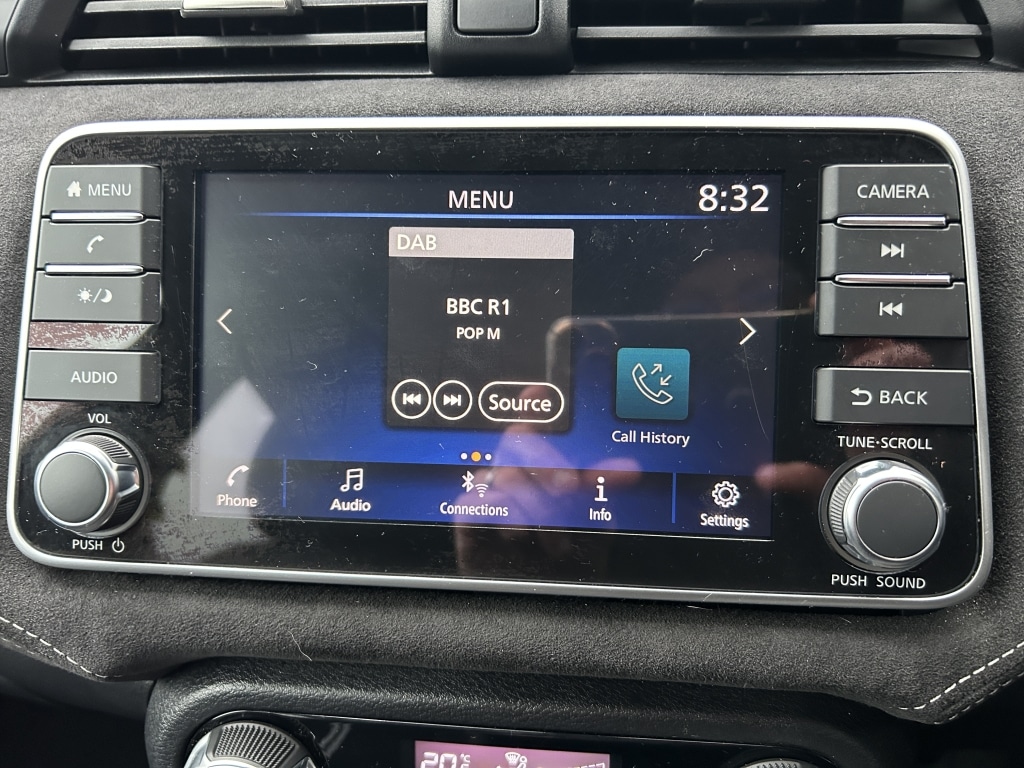 MENU
MENU
8:32
CAMERA
DAB
BBC R1
POP M
AUDIO
BACK
Source
VOL
Call History
TUNE·SCROLL
Phone
Audio
Connections
Info
Settings
PUSH
PUSH SOUND
20°C